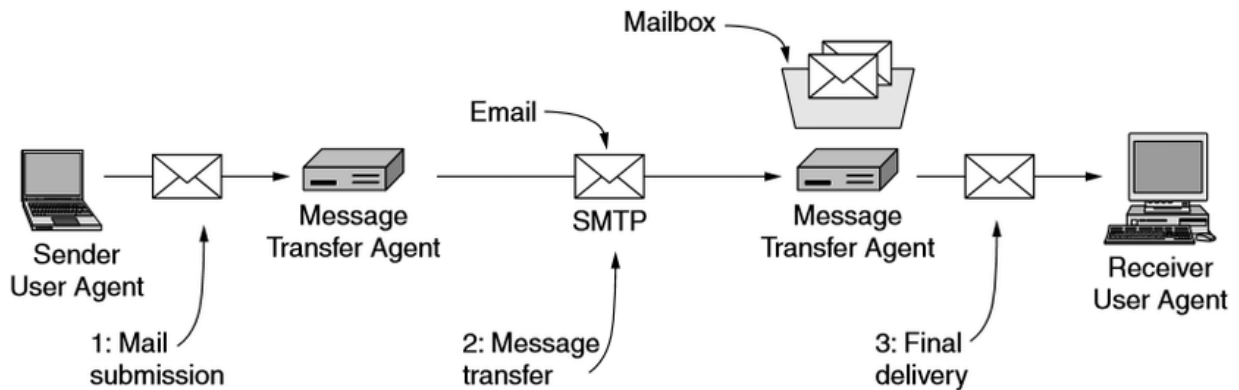 Mailbox
Email
Sender
User Agent
Message
Transfer Agent
SMTP
Message
Transfer Agent
Receiver
User Agent
1: Mail
submission
2: Message
transfer
3: Final
delivery